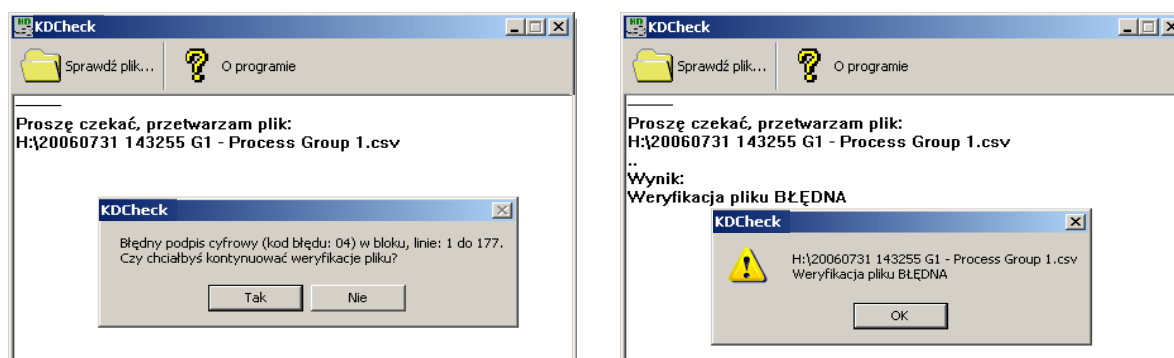 KDCheck
Sprawdź plik...
O programie
Proszę czekać, przetwarzam plik:
H:\20060731 143255 G1 - Process Group 1.csv
KDCheck
Błędny podpis cyfrowy (kod błędu: 04) w bloku, linie: 1 do 177.
Czy chciałbyś kontynuować weryfikacje pliku?
Tak
Nie
KDCheck
Sprawdź plik...
O programie
Proszę czekać, przetwarzam plik:
H:\20060731 143255 G1 - Process Group 1.csv
..
Wynik:
Weryfikacja pliku BŁĘDNA
KDCheck
H:\20060731 143255 G1 - Process Group 1.csv
Weryfikacja pliku BŁĘDNA
OK